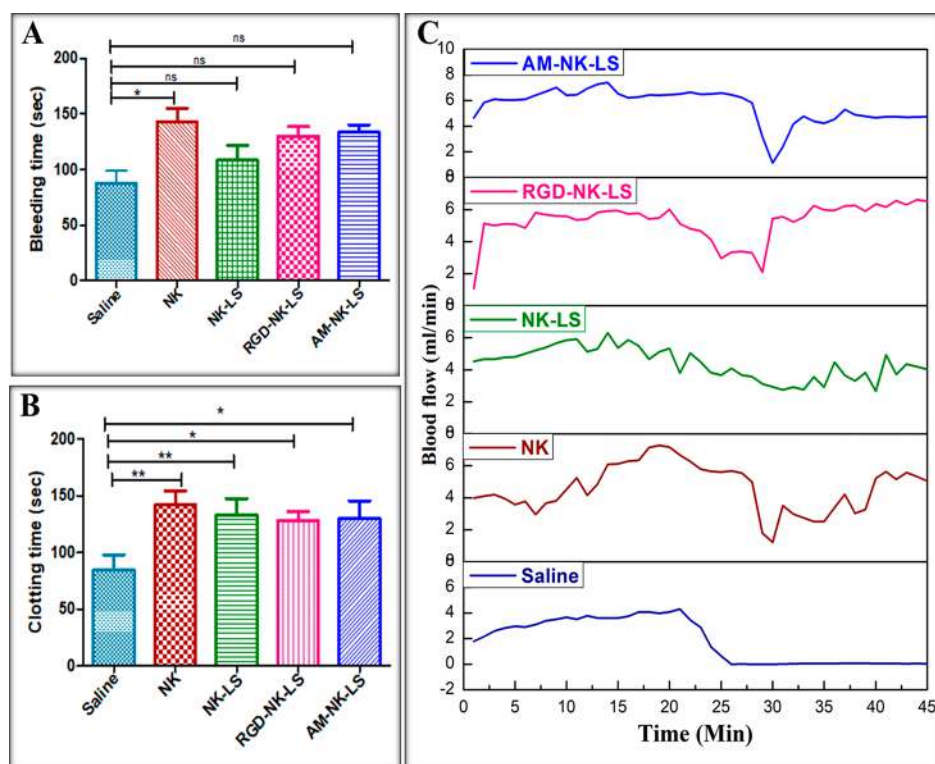 A
ns
ns
ns
*
200
150
100
50
0
Bleeding time (sec)
Saline
NK
NK-LS
RGD-NK-LS
AM-NK-LS
B
*
*
**
**
200
150
100
50
0
Clotting time (sec)
Saline
NK
NK-LS
RGD-NK-LS
AM-NK-LS
C
10
8
6
4
2
AM-NK-LS
6
4
2
RGD-NK-LS
6
4
2
NK-LS
6
4
2
NK
6
4
2
0
-2
Saline
Blood flow (ml/min)
0 5 10 15 20 25 30 35 40 45
Time (Min)